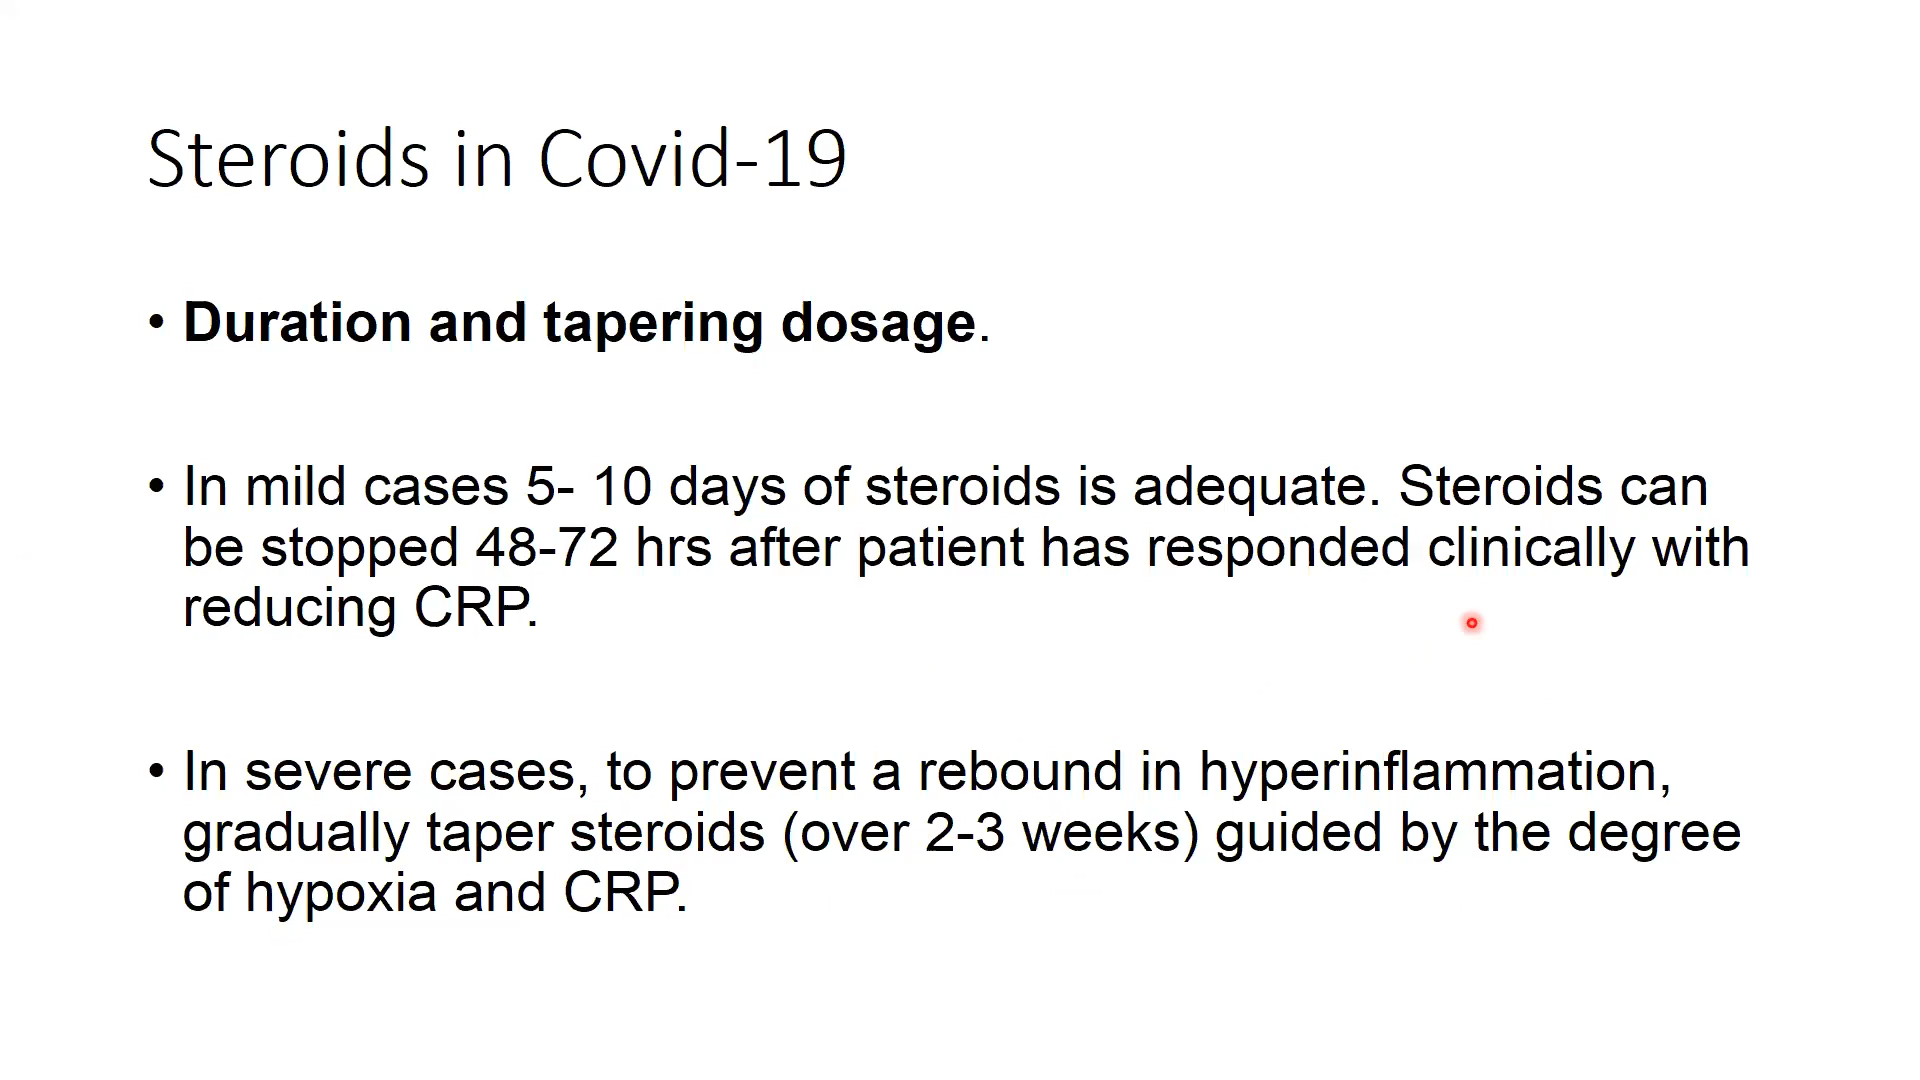 Steroids in Covid-19
• Duration and tapering dosage.
• In mild cases 5- 10 days of steroids is adequate. Steroids can
be stopped 48-72 hrs after patient has responded clinically with
reducing CRP.
• In severe cases, to prevent a rebound in hyperinflammation,
gradually taper steroids (over 2-3 weeks) guided by the degree
of hypoxia and CRP.